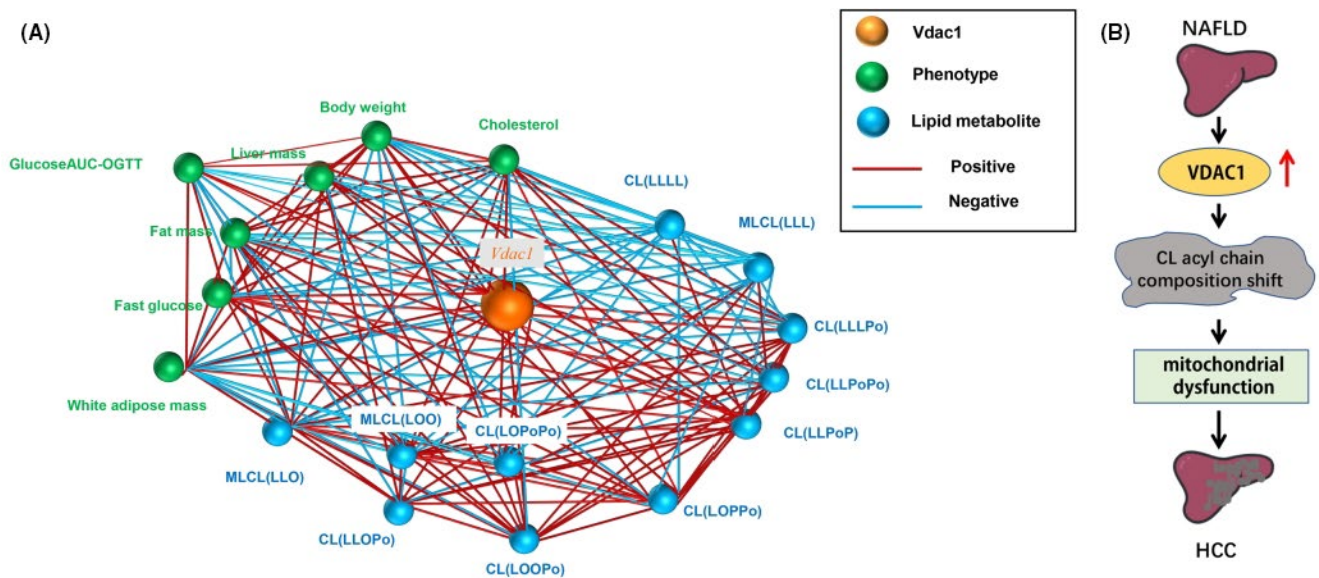 (A)
Vdac1
Phenotype
Lipid metabolite
Positive
Negative
Body weight
Cholesterol
GlucoseAUC-OGTT
Liver mass
CL(LLLL)
MLCL(LLL)
Fat mass
Vdac1
Fast glucose
CL(LLLPo)
CL(LLPoPo)
White adipose mass
MLCL(LOO)
CL(LOPoPo)
CL(LLPoP)
MLCL(LLO)
CL(LOPPo)
CL(LLOPo)
CL(LOOPo)
(B)
NAFLD
VDAC1
CL acyl chain
composition shift
mitochondrial
dysfunction
HCC